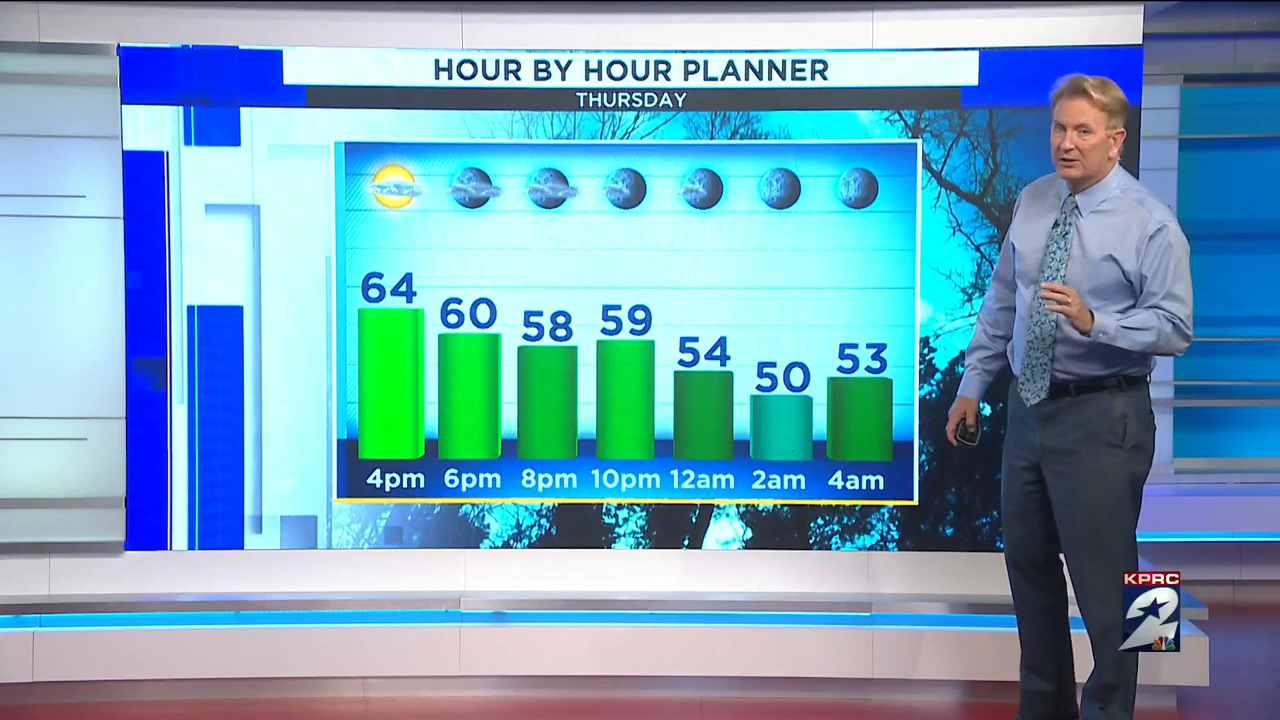 HOUR BY HOUR PLANNER
THURSDAY
64 60 58 59 54 50 53
4pm 6pm 8pm 10pm 12am 2am 4am
KPRC
2